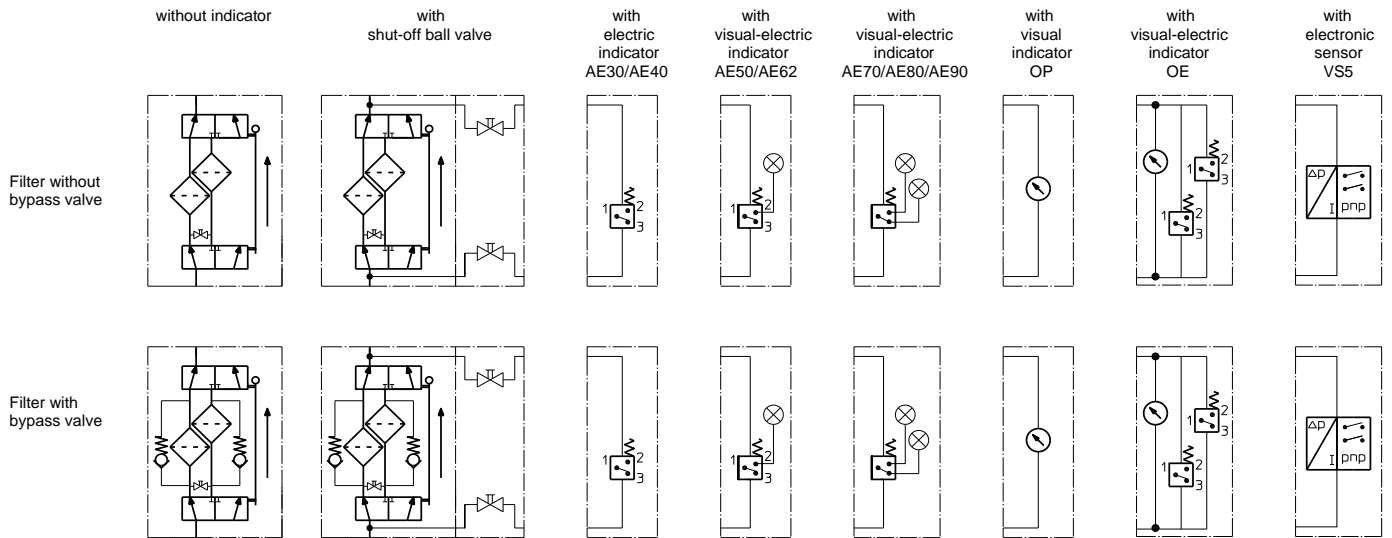 without indicator
with
shut-off ball valve
with
electric
indicator
AE30/AE40
with
visual-electric
indicator
AE50/AE62
with
visual-electric
indicator
AE70/AE80/AE90
with
visual
indicator
OP
with
visual-electric
indicator
OE
with
electronic
sensor
VS5
Filter without
bypass valve
1 2
3
1 2
3
1 2
3
1 2
3
Δp
I pnp
Filter with
bypass valve
1 2
3
1 2
3
1 2
3
1 2
3
Δp
I pnp